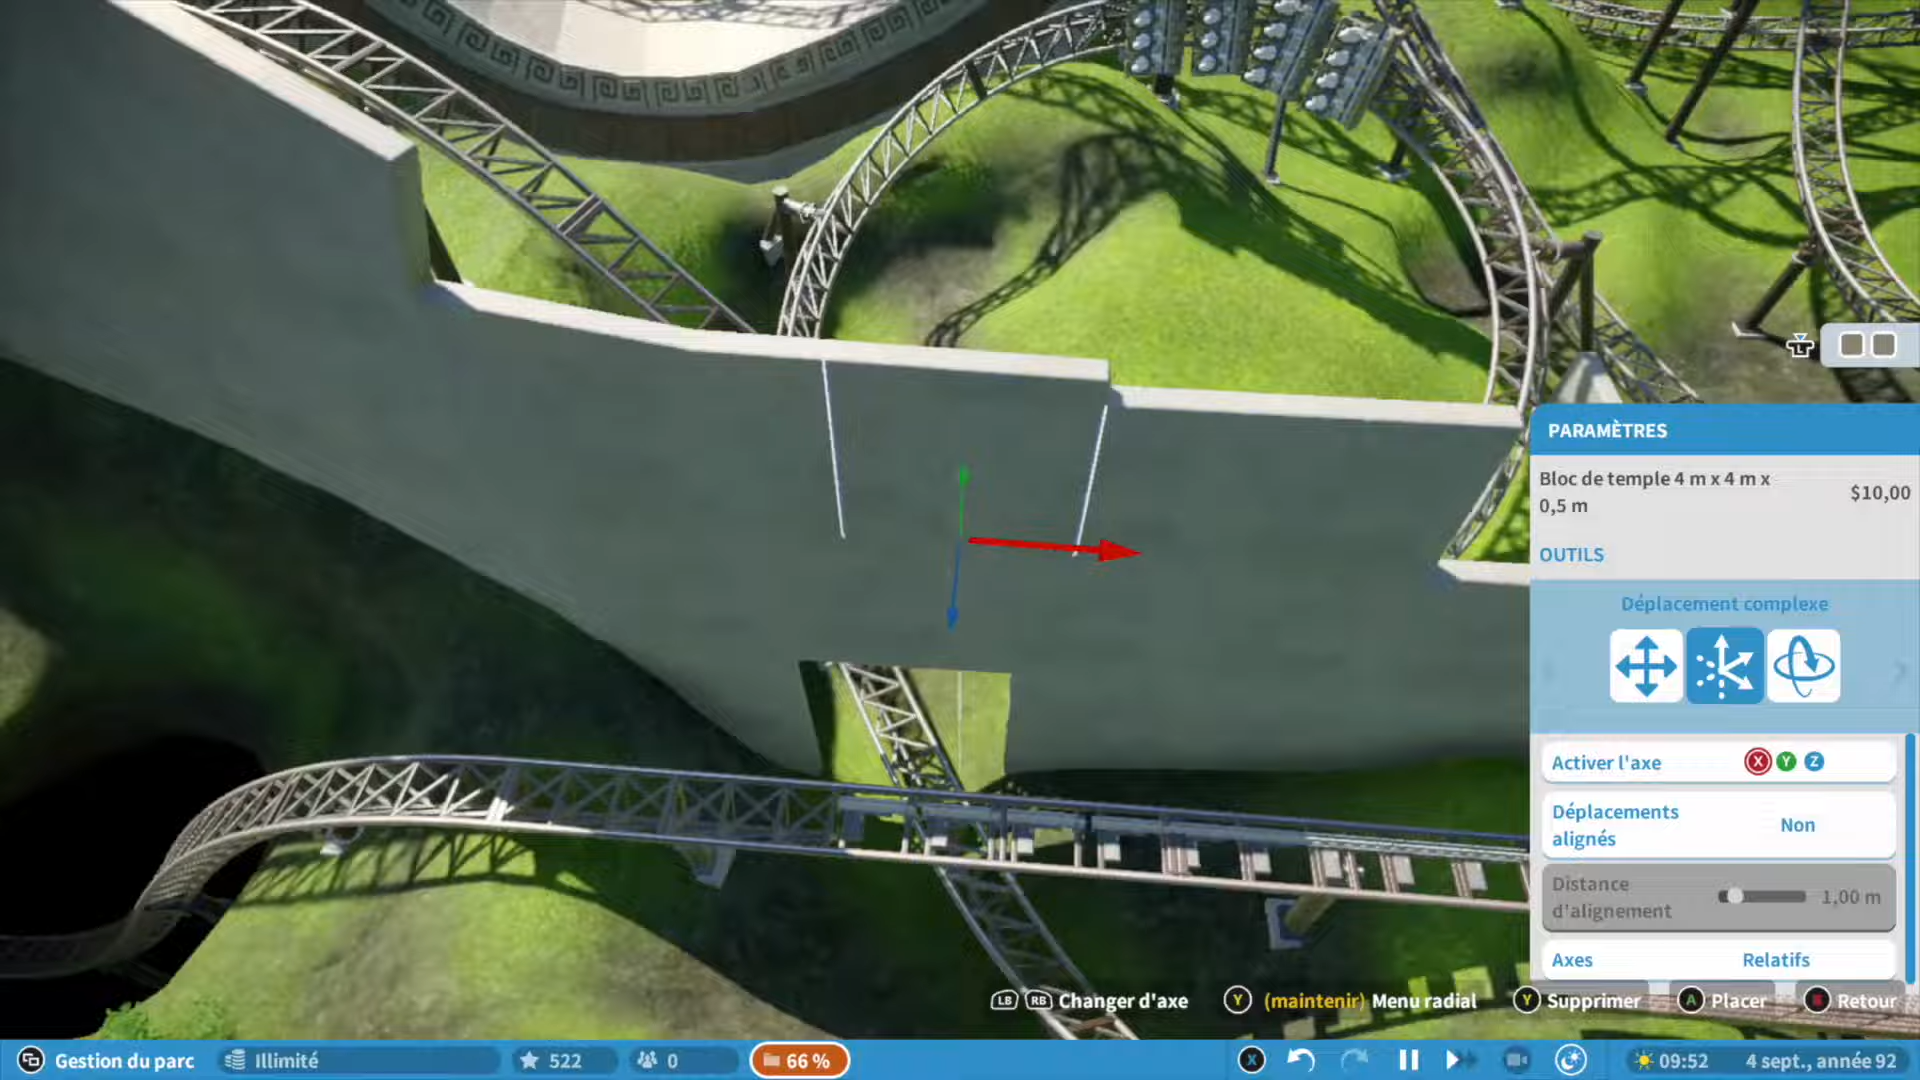 PARAMÈTRES
Bloc de temple 4 m x 4 m x
0,5 m
$10,00
OUTILS
Déplacement complexe
Activer l'axe X Y Z
Déplacements
alignés
Non
Distance
d'alignement
1,00 m
Axes Relatifs
LB RB Changer d'axe Y (maintenir) Menu radial Y Supprimer A Placer Retour
Gestion du parc Illimité 522 0 66 % X 09:52 4 sept., année 92